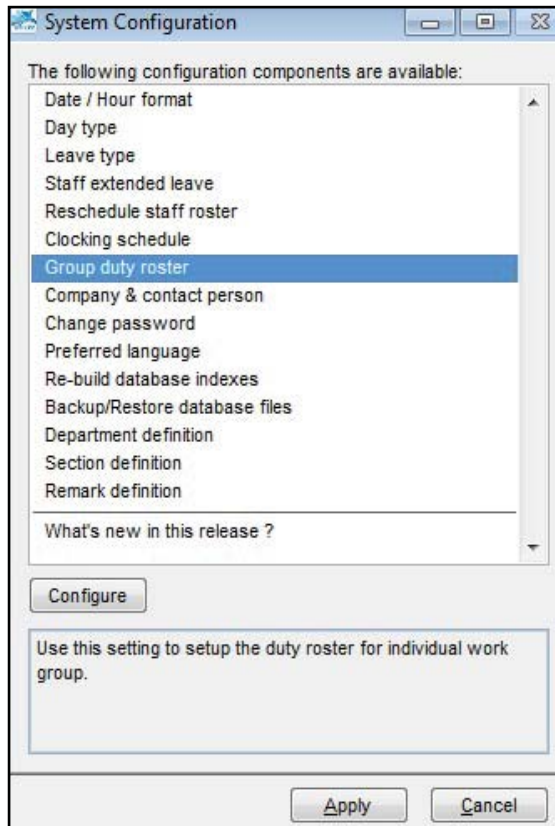 System Configuration
The following configuration components are available:
Date / Hour format
Day type
Leave type
Staff extended leave
Reschedule staff roster
Clocking schedule
Group duty roster
Company & contact person
Change password
Preferred language
Re-build database indexes
Backup/Restore database files
Department definition
Section definition
Remark definition
What's new in this release ?
Configure
Use this setting to setup the duty roster for individual work
group.
Apply Cancel